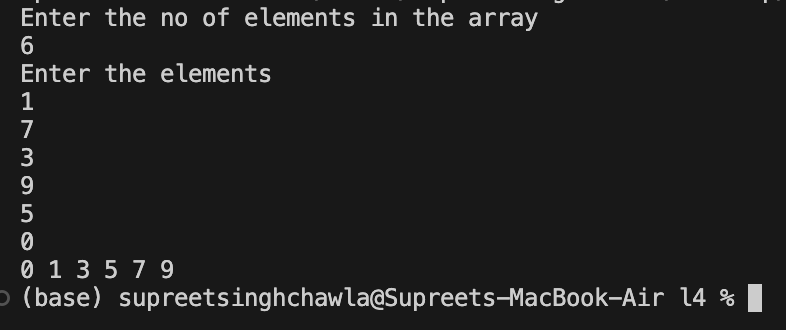 Enter the no of elements in the array
6
Enter the elements
1
7
3
9
5
0
0 1 3 5 7 9
(base) supreetsinghchawla@Supreets-MacBook-Air l4 %